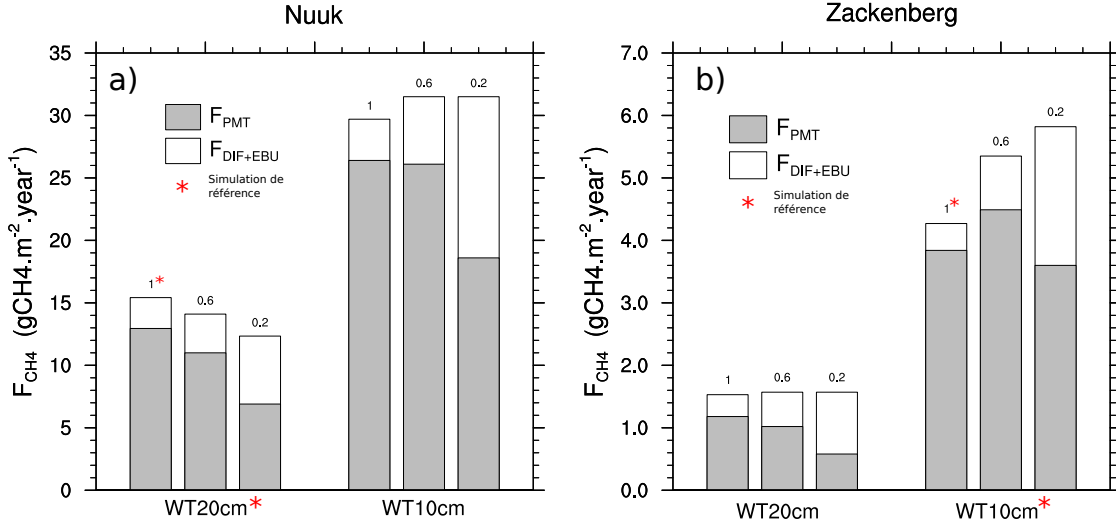 Nuuk
a)
F_PMT
F_DIF+EBU
* Simulation de
référence
F_CH4 (gCH4.m-2.year-1)
35
30
25
20
15
10
5
0
1*
0.6
0.2
1
0.6
0.2
WT20cm*
WT10cm
Zackenberg
b)
F_PMT
F_DIF+EBU
* Simulation de
référence
F_CH4 (gCH4.m-2.year-1)
7.0
6.0
5.0
4.0
3.0
2.0
1.0
0.0
1
0.6
0.2
1*
0.6
0.2
WT20cm
WT10cm*